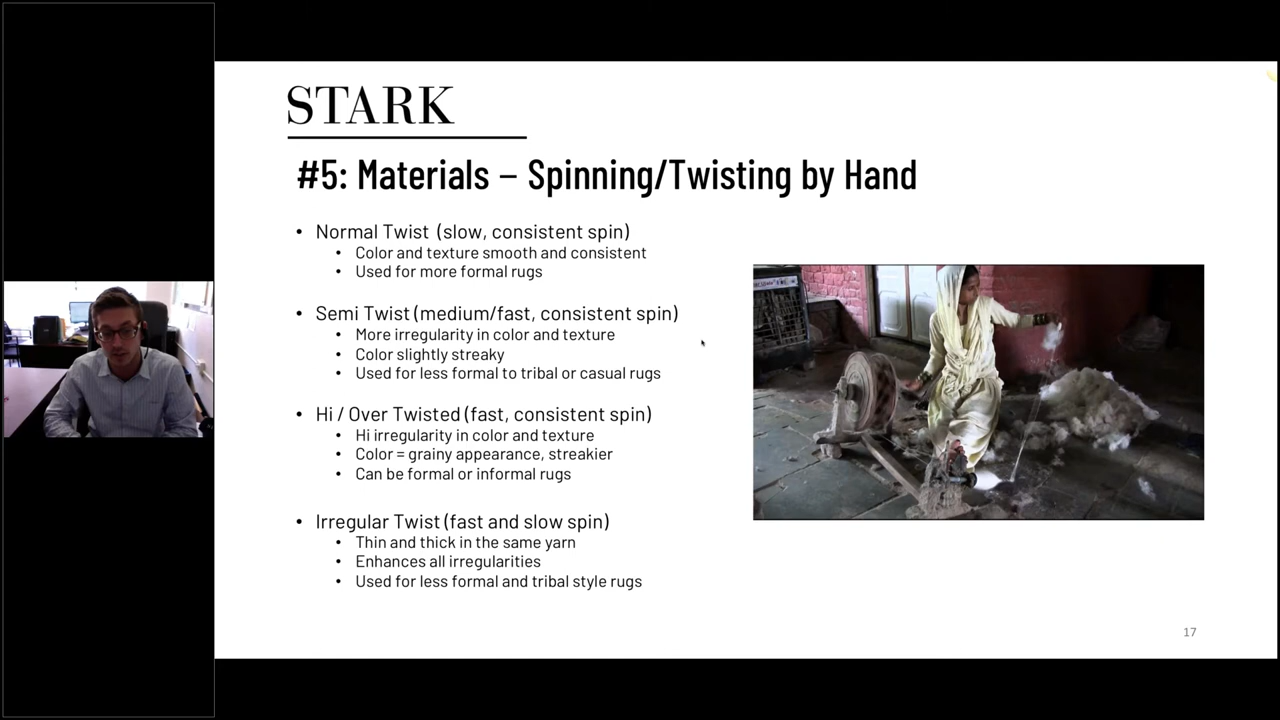 STARK
#5: Materials – Spinning/Twisting by Hand
• Normal Twist (slow, consistent spin)
• Color and texture smooth and consistent
• Used for more formal rugs
• Semi Twist (medium/fast, consistent spin)
• More irregularity in color and texture
• Color slightly streaky
• Used for less formal to tribal or casual rugs
• Hi / Over Twisted (fast, consistent spin)
• Hi irregularity in color and texture
• Color = grainy appearance, streakier
• Can be formal or informal rugs
• Irregular Twist (fast and slow spin)
• Thin and thick in the same yarn
• Enhances all irregularities
• Used for less formal and tribal style rugs
17